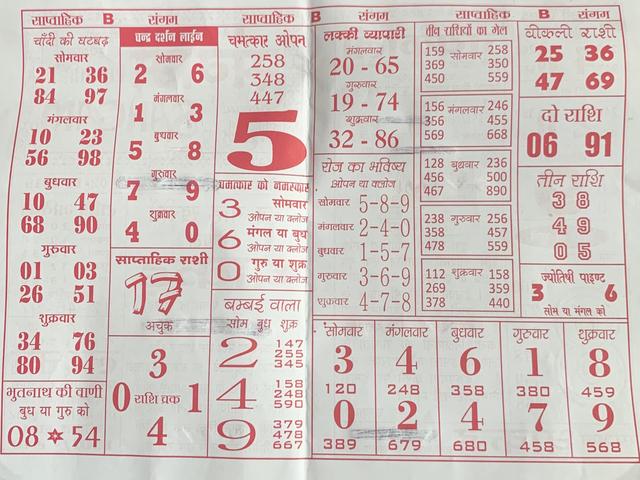 साप्ताहिक B संगम
चाँदी की घटबढ़
सोमवार
21 36
84 97
मंगलवार
10 23
56 98
बुधवार
10 47
68 90
गुरुवार
01 03
26 51
शुक्रवार
34 76
80 94
भुतनाथ की वाणी
बुध या गुरु को
08 ✡ 54
चन्द्र दर्शन लाईन
सोमवार
2 6
मंगलवार
1 3
बुधवार
5 8
गुरुवार
7 9
शुक्रवार
4 0
साप्ताहिक राशी
17
अचुक
3
0 राशि चक्र 1
4
साप्ताहिक B संगम
चमत्कार ओपन
258
348
447
5
चमत्कार को नमस्कार
3 सोमवार
ओपन या क्लोज
6 मंगल या बुध
ओपन या क्लोज
0 गुरु या शुक्र
ओपन या क्लोज
बम्बई वाला
सोम बुध शुक्र
2 147
255
345
4 158
248
590
9 379
478
667
लक्की व्यापारी
मंगलवार
20 - 65
गुरुवार
19 - 74
शुक्रवार
32 - 86
रोज का भविष्य
ओपन या क्लोज
सोमवार 5-8-9
मंगलवार 2-4-0
बुधवार 1-5-7
गुरुवार 3-6-9
शुक्रवार 4-7-8
साप्ताहिक B संगम
तीन राशियों का मेल
159 सोमवार 258
369 350
450 559
156 मंगलवार 246
356 455
569 668
128 बुधवार 236
456 500
467 890
238 गुरुवार 256
358 457
478 559
112 शुक्रवार 158
269 359
378 440
वीकली राशी
25 36
47 69
दो राशि
06 91
तीन राशि
3 8
4 9
0 5
ज्योतिषी पाइण्ट
3 6
सोम या मंगल को
सोमवार मंगलवार बुधवार गुरुवार शुक्रवार
3 4 6 1 8
120 248 358 380 459
0 2 4 7 9
389 679 680 458 568